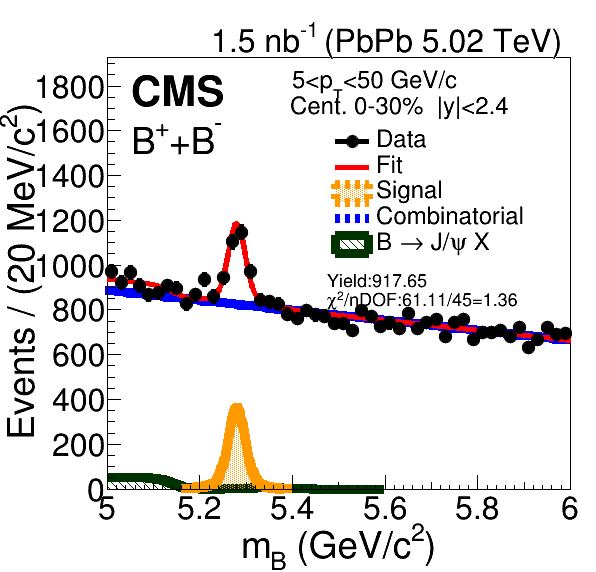 1.5 nb⁻¹ (PbPb 5.02 TeV)
CMS
B⁺+B⁻
5<p_T<50 GeV/c
Cent. 0-30% |y|<2.4
Data
Fit
Signal
Combinatorial
B → J/ψ X
Yield:917.65
χ²/nDOF:61.11/45=1.36
Events / (20 MeV/c²)
1800
1600
1400
1200
1000
800
600
400
200
0
5 5.2 5.4 5.6 5.8 6
m_B (GeV/c²)